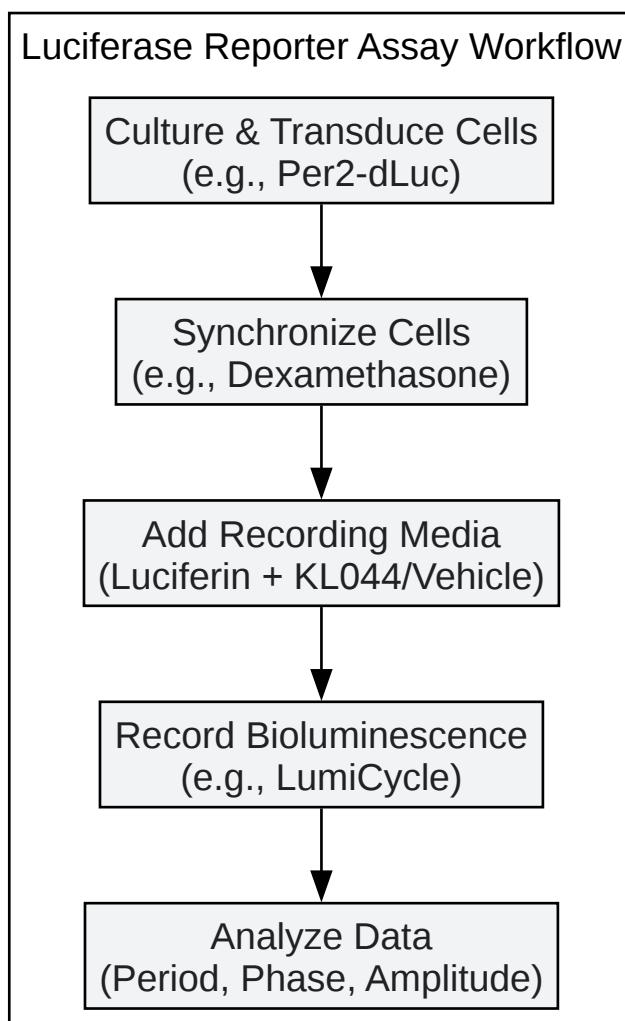 Luciferase Reporter Assay Workflow
Culture & Transduce Cells
(e.g., Per2-dLuc)
Synchronize Cells
(e.g., Dexamethasone)
Add Recording Media
(Luciferin + KL044/Vehicle)
Record Bioluminescence
(e.g., LumiCycle)
Analyze Data
(Period, Phase, Amplitude)